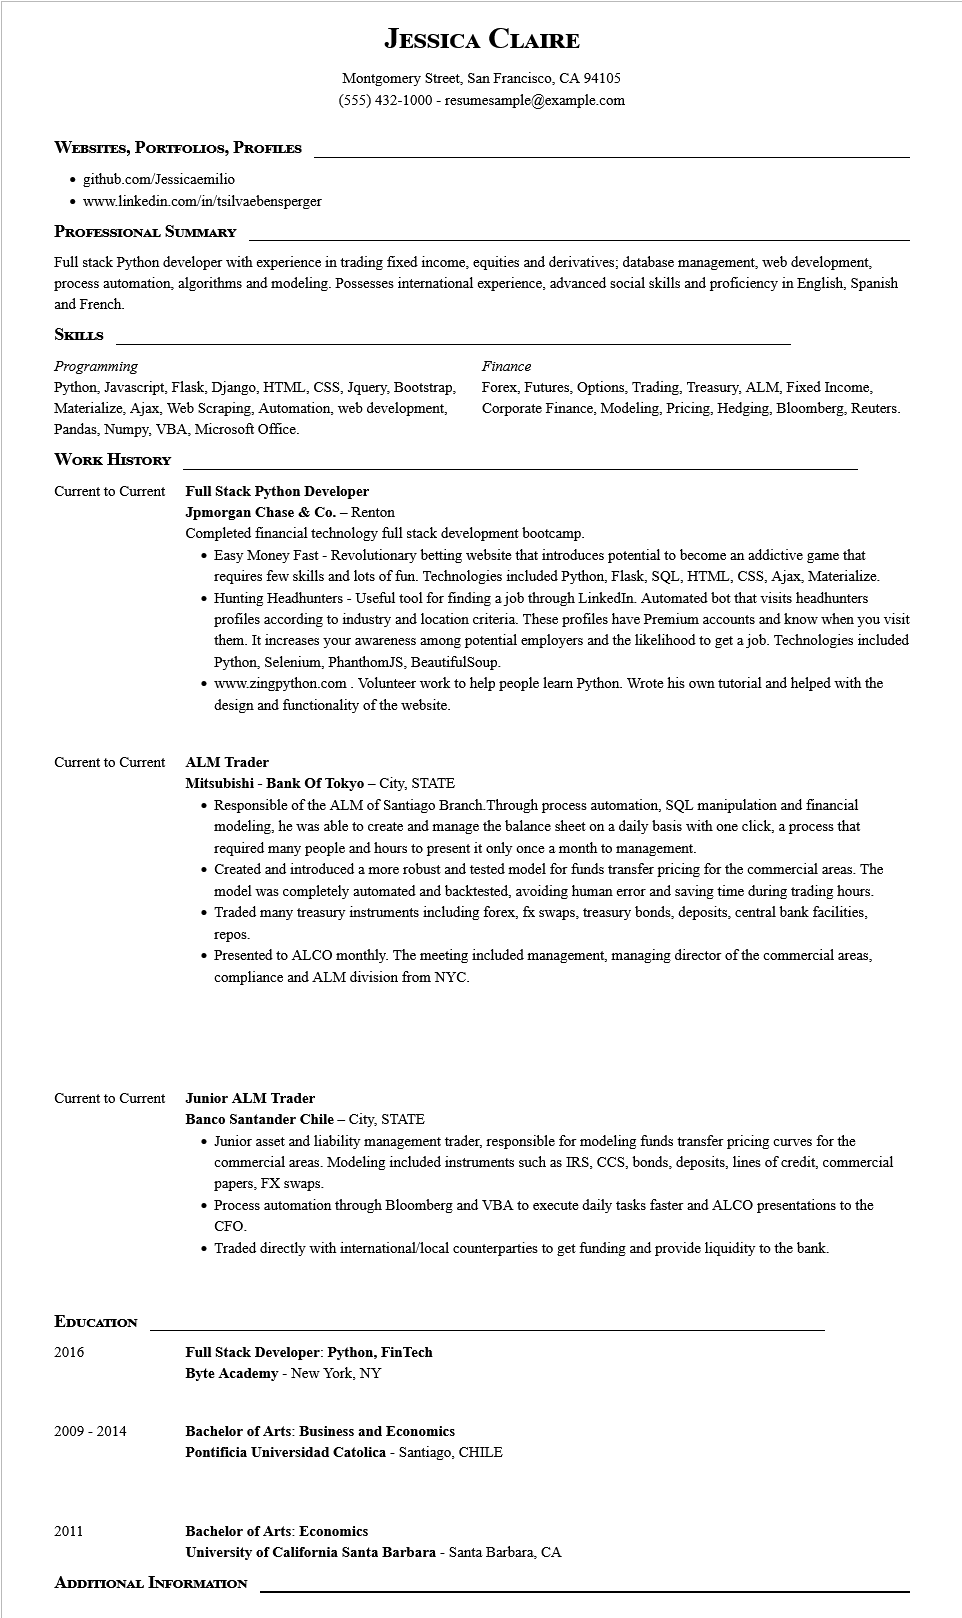 Jessica Claire
Montgomery Street, San Francisco, CA 94105
(555) 432-1000 - resumesample@example.com
Websites, Portfolios, Profiles
• github.com/Jessicaemilio
• www.linkedin.com/in/tsilvaebensperger
Professional Summary
Full stack Python developer with experience in trading fixed income, equities and derivatives; database management, web development,
process automation, algorithms and modeling. Possesses international experience, advanced social skills and proficiency in English, Spanish
and French.
Skills
Programming
Python, Javascript, Flask, Django, HTML, CSS, Jquery, Bootstrap,
Materialize, Ajax, Web Scraping, Automation, web development,
Pandas, Numpy, VBA, Microsoft Office.
Finance
Forex, Futures, Options, Trading, Treasury, ALM, Fixed Income,
Corporate Finance, Modeling, Pricing, Hedging, Bloomberg, Reuters.
Work History
Current to Current Full Stack Python Developer
Jpmorgan Chase & Co. – Renton
Completed financial technology full stack development bootcamp.
• Easy Money Fast - Revolutionary betting website that introduces potential to become an addictive game that
requires few skills and lots of fun. Technologies included Python, Flask, SQL, HTML, CSS, Ajax, Materialize.
• Hunting Headhunters - Useful tool for finding a job through LinkedIn. Automated bot that visits headhunters
profiles according to industry and location criteria. These profiles have Premium accounts and know when you visit
them. It increases your awareness among potential employers and the likelihood to get a job. Technologies included
Python, Selenium, PhanthomJS, BeautifulSoup.
• www.zingpython.com . Volunteer work to help people learn Python. Wrote his own tutorial and helped with the
design and functionality of the website.
Current to Current ALM Trader
Mitsubishi - Bank Of Tokyo – City, STATE
• Responsible of the ALM of Santiago Branch.Through process automation, SQL manipulation and financial
modeling, he was able to create and manage the balance sheet on a daily basis with one click, a process that
required many people and hours to present it only once a month to management.
• Created and introduced a more robust and tested model for funds transfer pricing for the commercial areas. The
model was completely automated and backtested, avoiding human error and saving time during trading hours.
• Traded many treasury instruments including forex, fx swaps, treasury bonds, deposits, central bank facilities,
repos.
• Presented to ALCO monthly. The meeting included management, managing director of the commercial areas,
compliance and ALM division from NYC.
Current to Current Junior ALM Trader
Banco Santander Chile – City, STATE
• Junior asset and liability management trader, responsible for modeling funds transfer pricing curves for the
commercial areas. Modeling included instruments such as IRS, CCS, bonds, deposits, lines of credit, commercial
papers, FX swaps.
• Process automation through Bloomberg and VBA to execute daily tasks faster and ALCO presentations to the
CFO.
• Traded directly with international/local counterparties to get funding and provide liquidity to the bank.
Education
2016 Full Stack Developer: Python, FinTech
Byte Academy - New York, NY
2009 - 2014 Bachelor of Arts: Business and Economics
Pontificia Universidad Catolica - Santiago, CHILE
2011 Bachelor of Arts: Economics
University of California Santa Barbara - Santa Barbara, CA
Additional Information